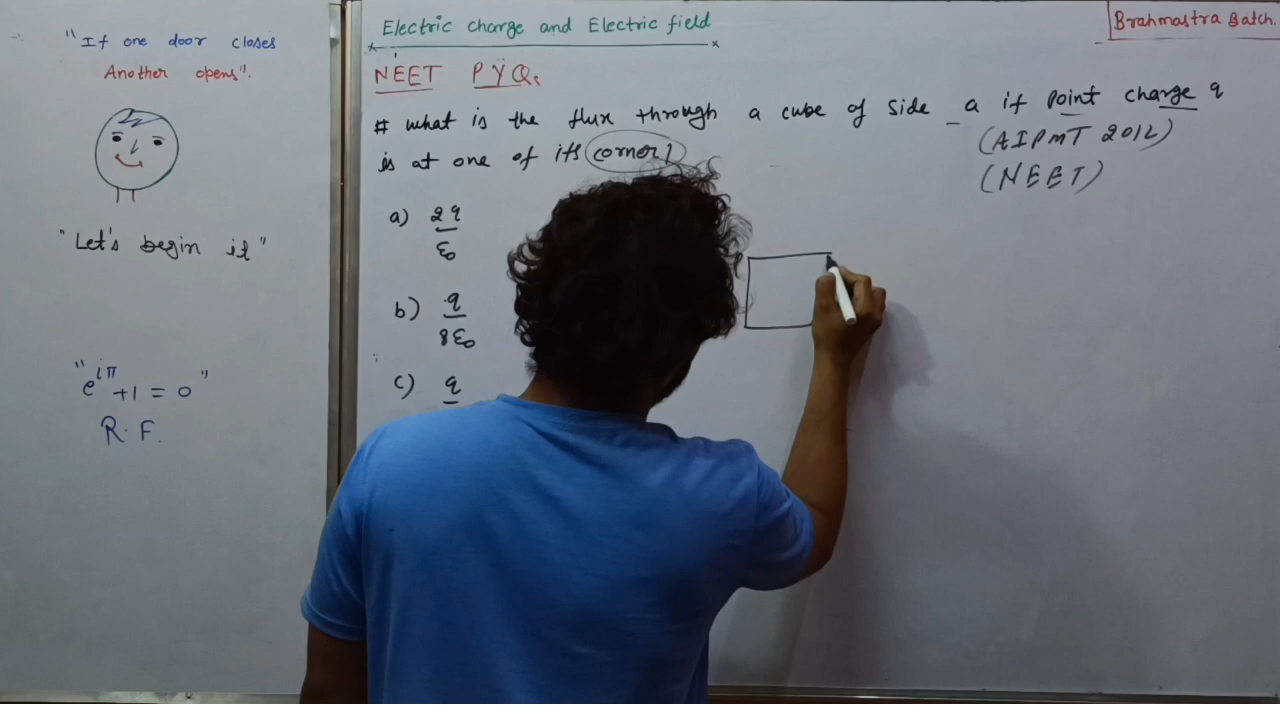 "If one door closes
Another opens".
"Let's begin it"
"e^iπ +1 = 0"
R. F.
Electric charge and Electric field
Brahmastra Batch.
NEET PYQs
# what is the flux through a cube of side a if point charge q
is at one of its corner)
(AIPMT 2012)
(NEET)
a) 2q
ε0
b) q
8ε0
c) q